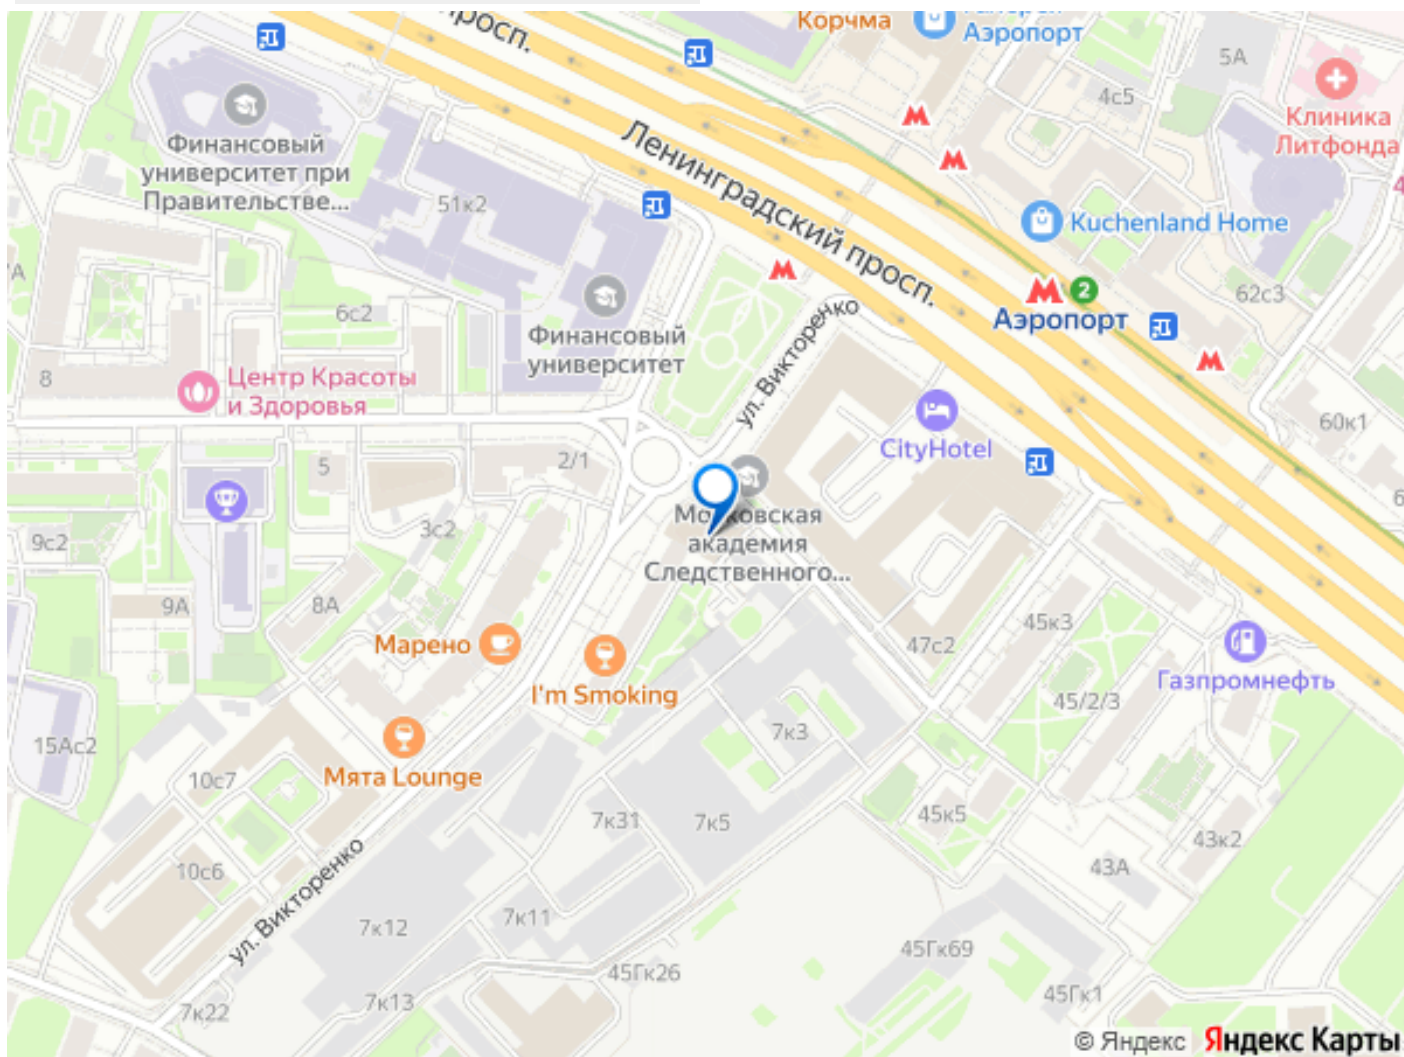 просп.
Корчма
Аэропорт
5А
4с5
Клиника
Литфонда
Финансовый
университет при
Правительстве...
51к2
Ленинградский просп.
Kuchenland Home
62с3
2
Аэропорт
6с2
Финансовый
университет
ул. Викторенко
8
Центр Красоты
и Здоровья
CityHotel
60к1
5
2/1
3с2
9с2
Московская
академия
Следственного...
9А
8А
Марено
I'm Smoking
47с2
45к3
Газпромнефть
45/2/3
15Ас2
10с7
Мята Lounge
7к3
7к31
7к5
45к5
43к2
43А
10с6
ул. Викторенко
7к12
7к11
45Гк69
45Гк26
7к22
7к13
45Гк1
© Яндекс Яндекс Карты